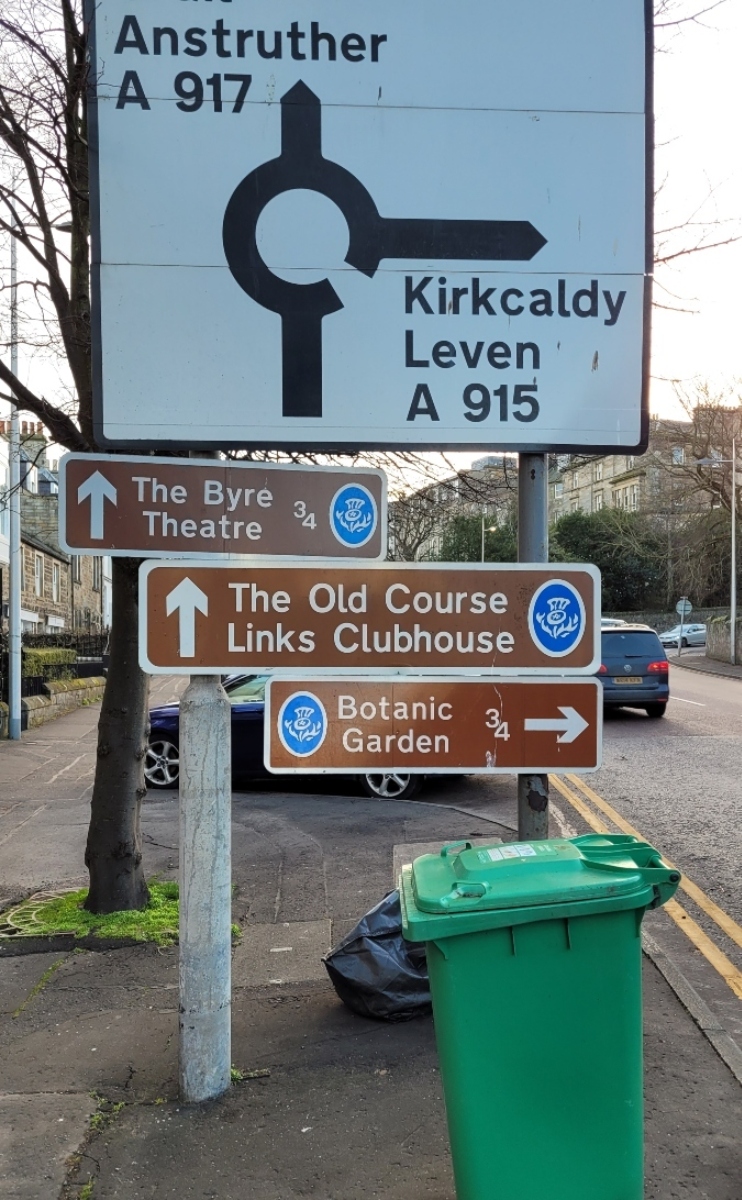 Anstruther
A 917
Kirkcaldy
Leven
A 915
The Byre
Theatre
3/4
The Old Course
Links Clubhouse
Botanic
Garden
3/4